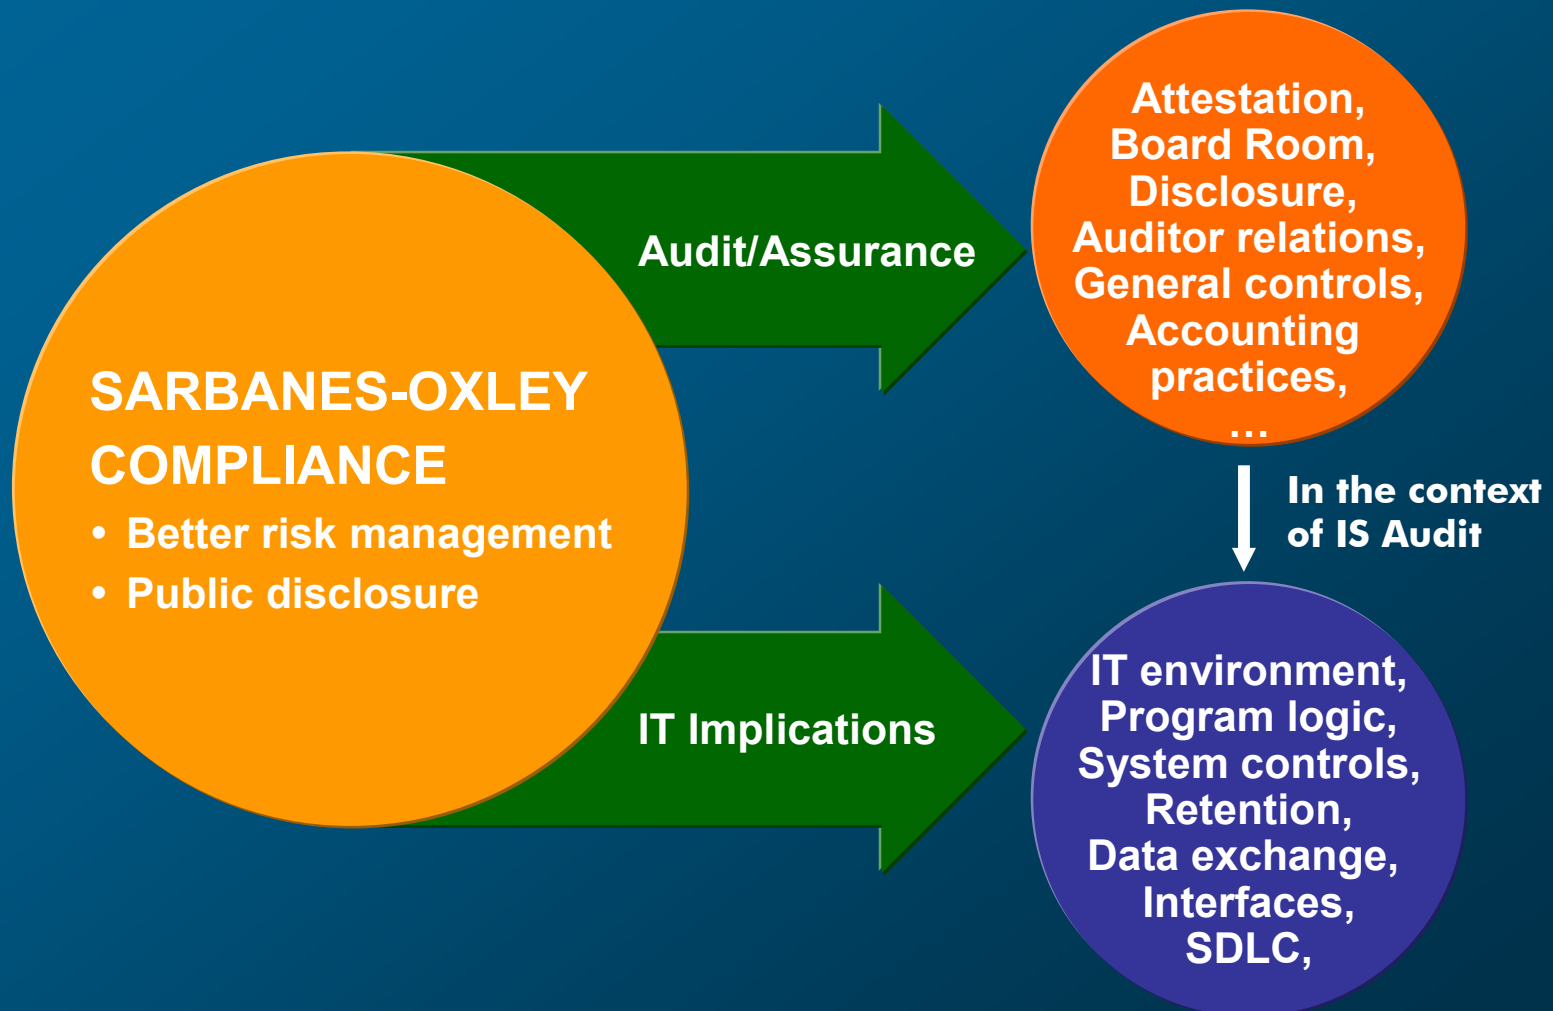 SARBANES-OXLEY
COMPLIANCE
• Better risk management
• Public disclosure
Audit/Assurance
Attestation,
Board Room,
Disclosure,
Auditor relations,
General controls,
Accounting
practices,
…
In the context
of IS Audit
IT Implications
IT environment,
Program logic,
System controls,
Retention,
Data exchange,
Interfaces,
SDLC,